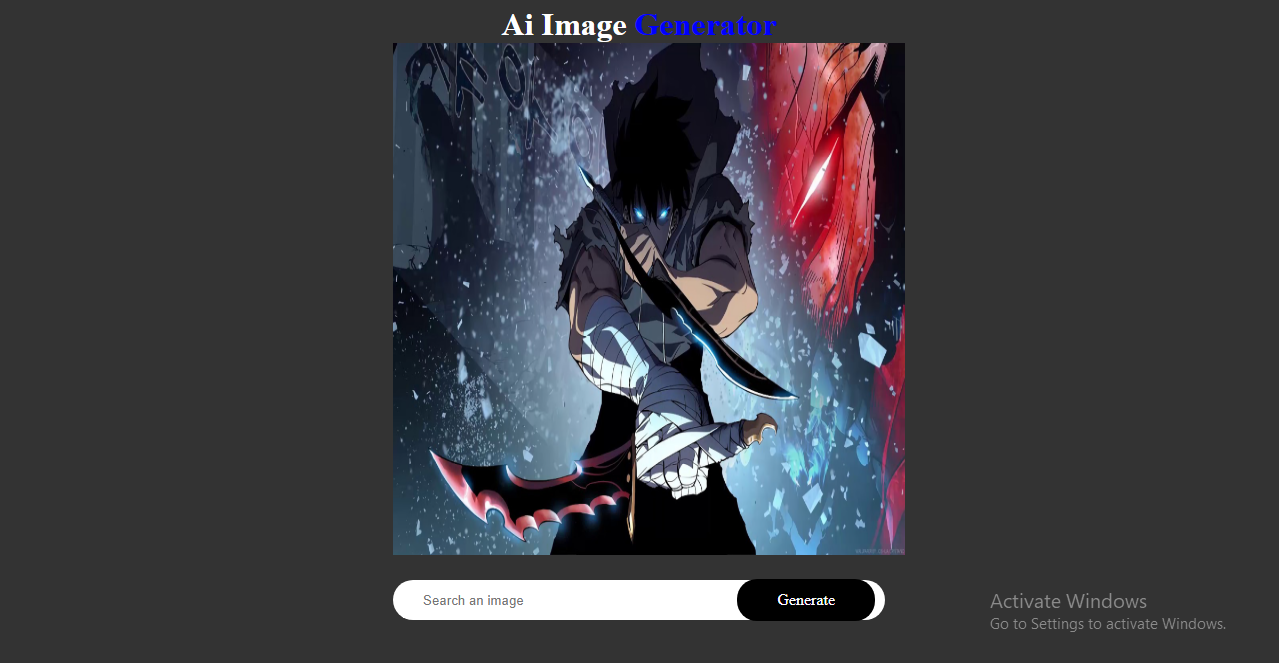 Ai Image Generator
Search an image
Generate
Activate Windows
Go to Settings to activate Windows.